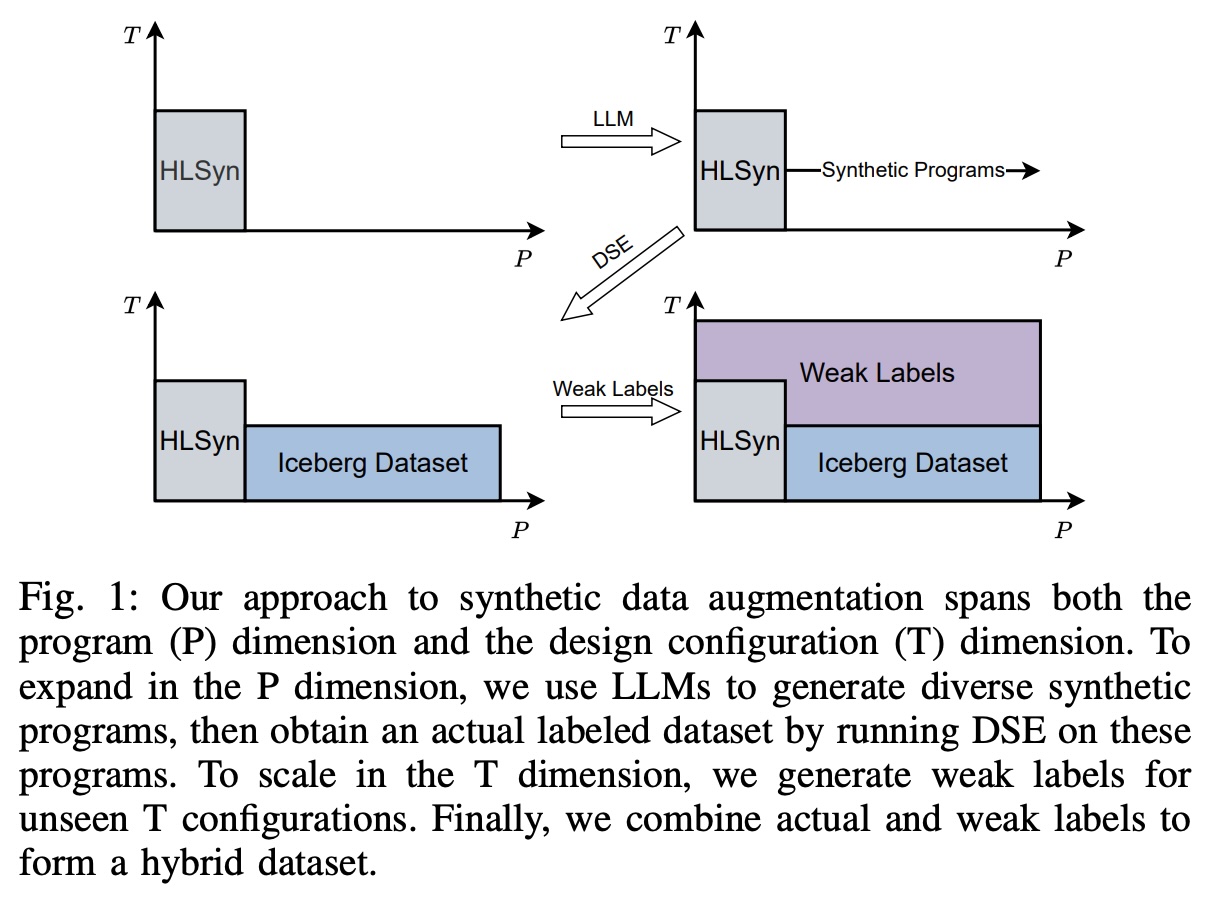 T
HLSyn
P
LLM
T
HLSyn
Synthetic Programs
P
DSE
T
HLSyn
Iceberg Dataset
P
Weak Labels
T
Weak Labels
HLSyn
Iceberg Dataset
P
Fig. 1: Our approach to synthetic data augmentation spans both the
program (P) dimension and the design configuration (T) dimension. To
expand in the P dimension, we use LLMs to generate diverse synthetic
programs, then obtain an actual labeled dataset by running DSE on these
programs. To scale in the T dimension, we generate weak labels for
unseen T configurations. Finally, we combine actual and weak labels to
form a hybrid dataset.